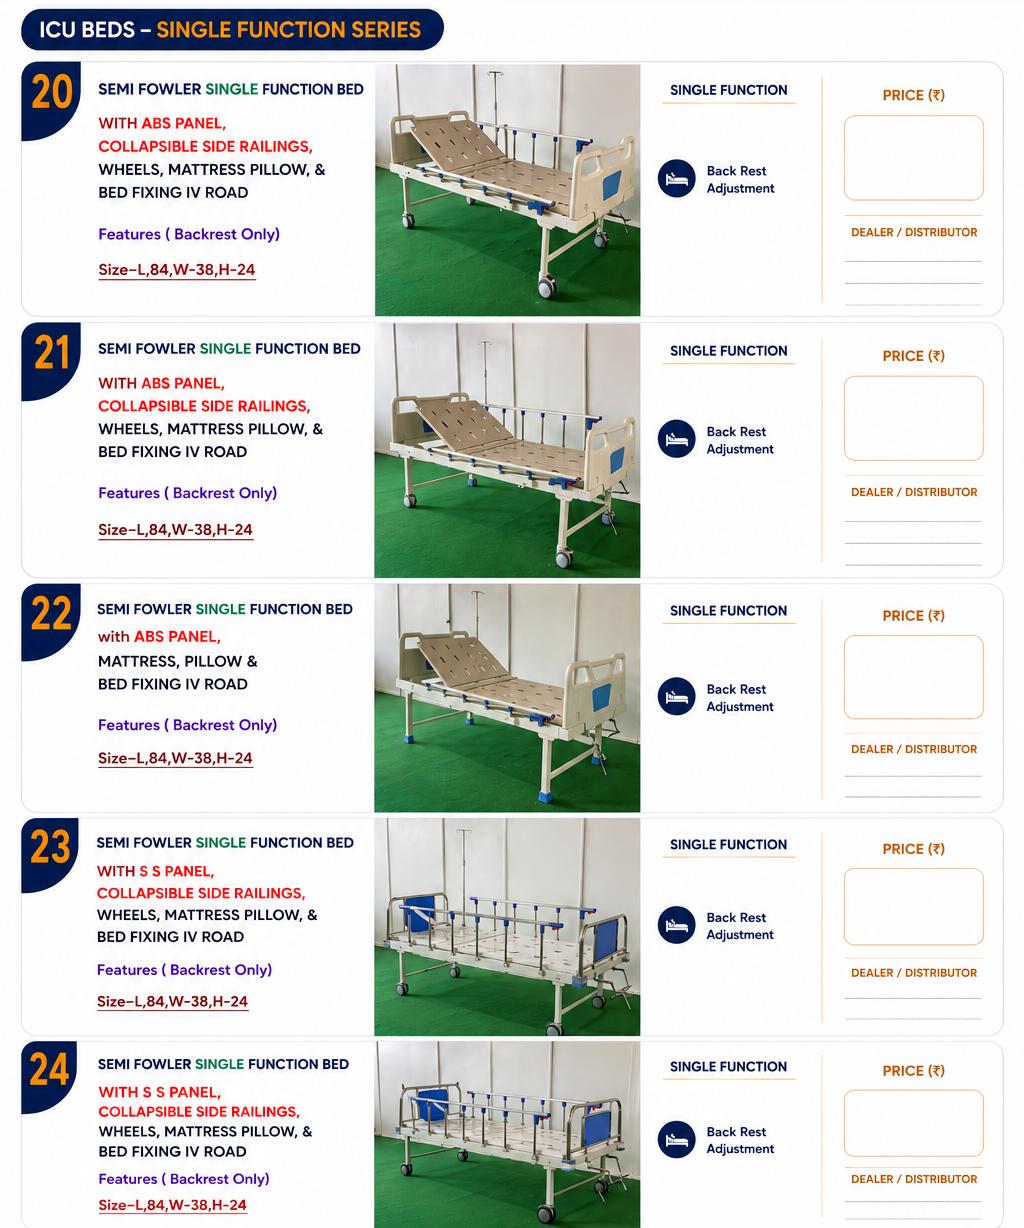 ICU BEDS – SINGLE FUNCTION SERIES
20
SEMI FOWLER SINGLE FUNCTION BED
WITH ABS PANEL,
COLLAPSIBLE SIDE RAILINGS,
WHEELS, MATTRESS PILLOW, &
BED FIXING IV ROAD
Features ( Backrest Only)
Size–L,84,W-38,H-24
SINGLE FUNCTION
Back Rest
Adjustment
PRICE (₹)
DEALER / DISTRIBUTOR
21
SEMI FOWLER SINGLE FUNCTION BED
WITH ABS PANEL,
COLLAPSIBLE SIDE RAILINGS,
WHEELS, MATTRESS PILLOW, &
BED FIXING IV ROAD
Features ( Backrest Only)
Size–L,84,W-38,H-24
SINGLE FUNCTION
Back Rest
Adjustment
PRICE (₹)
DEALER / DISTRIBUTOR
22
SEMI FOWLER SINGLE FUNCTION BED
with ABS PANEL,
MATTRESS, PILLOW &
BED FIXING IV ROAD
Features ( Backrest Only)
Size–L,84,W-38,H-24
SINGLE FUNCTION
Back Rest
Adjustment
PRICE (₹)
DEALER / DISTRIBUTOR
23
SEMI FOWLER SINGLE FUNCTION BED
WITH S S PANEL,
COLLAPSIBLE SIDE RAILINGS,
WHEELS, MATTRESS PILLOW, &
BED FIXING IV ROAD
Features ( Backrest Only)
Size–L,84,W-38,H-24
SINGLE FUNCTION
Back Rest
Adjustment
PRICE (₹)
DEALER / DISTRIBUTOR
24
SEMI FOWLER SINGLE FUNCTION BED
WITH S S PANEL,
COLLAPSIBLE SIDE RAILINGS,
WHEELS, MATTRESS PILLOW, &
BED FIXING IV ROAD
Features ( Backrest Only)
Size–L,84,W-38,H-24
SINGLE FUNCTION
Back Rest
Adjustment
PRICE (₹)
DEALER / DISTRIBUTOR